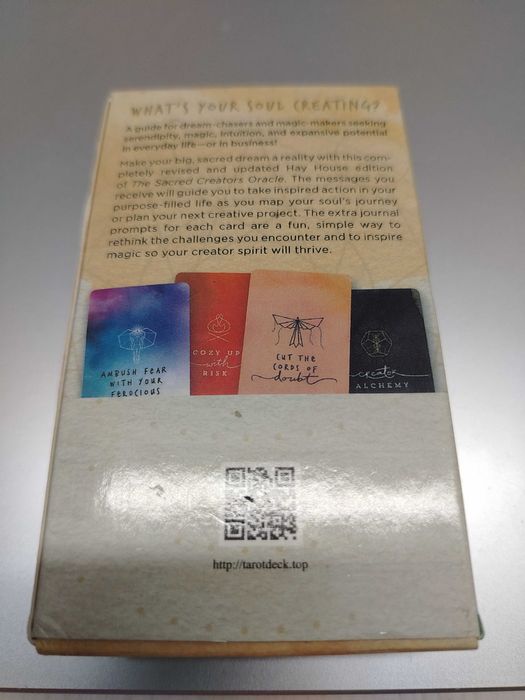 WHAT'S YOUR SOUL CREATING?
A guide for dream-chasers and magic-makers seeking
serendipity, magic, intuition, and expansive potential
in everyday life—or in business!
Make your big, sacred dream a reality with this com-
pletely revised and updated Hay House edition
of The Sacred Creators Oracle. The messages you
receive will guide you to take inspired action in your
purpose-filled life as you map your soul's journey
or plan your next creative project. The extra journal
prompts for each card are a fun, simple way to
rethink the challenges you encounter and to inspire
magic so your creator spirit will thrive.
AMBUSH FEAR
WITH YOUR
FEROCIOUS
COZY UP
with
RISK
CUT THE
CORDS OF
doubt
creator
ALCHEMY
http://tarotdeck.top